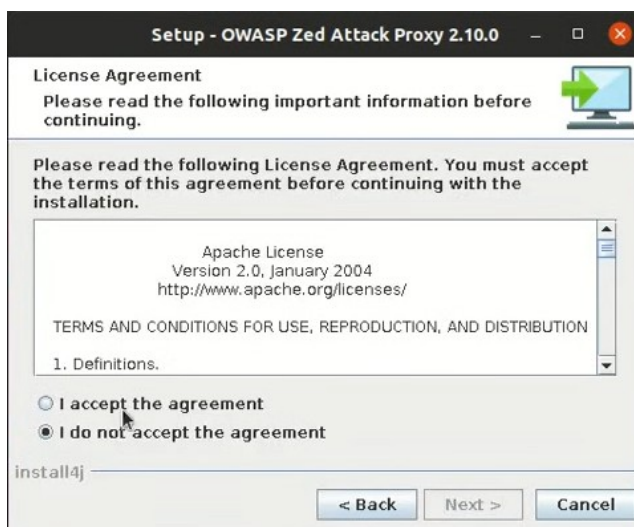 Setup - OWASP Zed Attack Proxy 2.10.0
License Agreement
Please read the following important information before
continuing.
Please read the following License Agreement. You must accept
the terms of this agreement before continuing with the
installation.
Apache License
Version 2.0, January 2004
http://www.apache.org/licenses/
TERMS AND CONDITIONS FOR USE, REPRODUCTION, AND DISTRIBUTION
1. Definitions.
I accept the agreement
I do not accept the agreement
install4j
< Back Next > Cancel